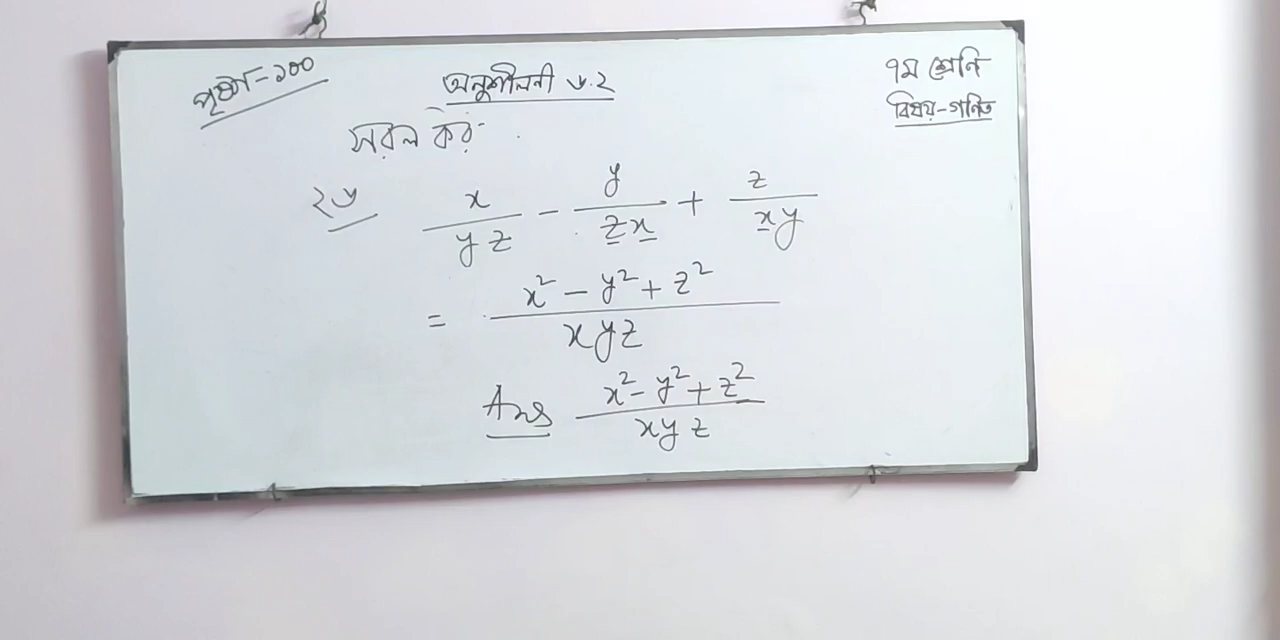 পৃষ্ঠা-১০০
অনুশীলনী ৬.২
৭ম শ্রেনি
বিষয়-গনিত
সরল কর
২৬ x/yz - y/zx + z/xy
= x² - y² + z² / xyz
Ans x² - y² + z² / xyz